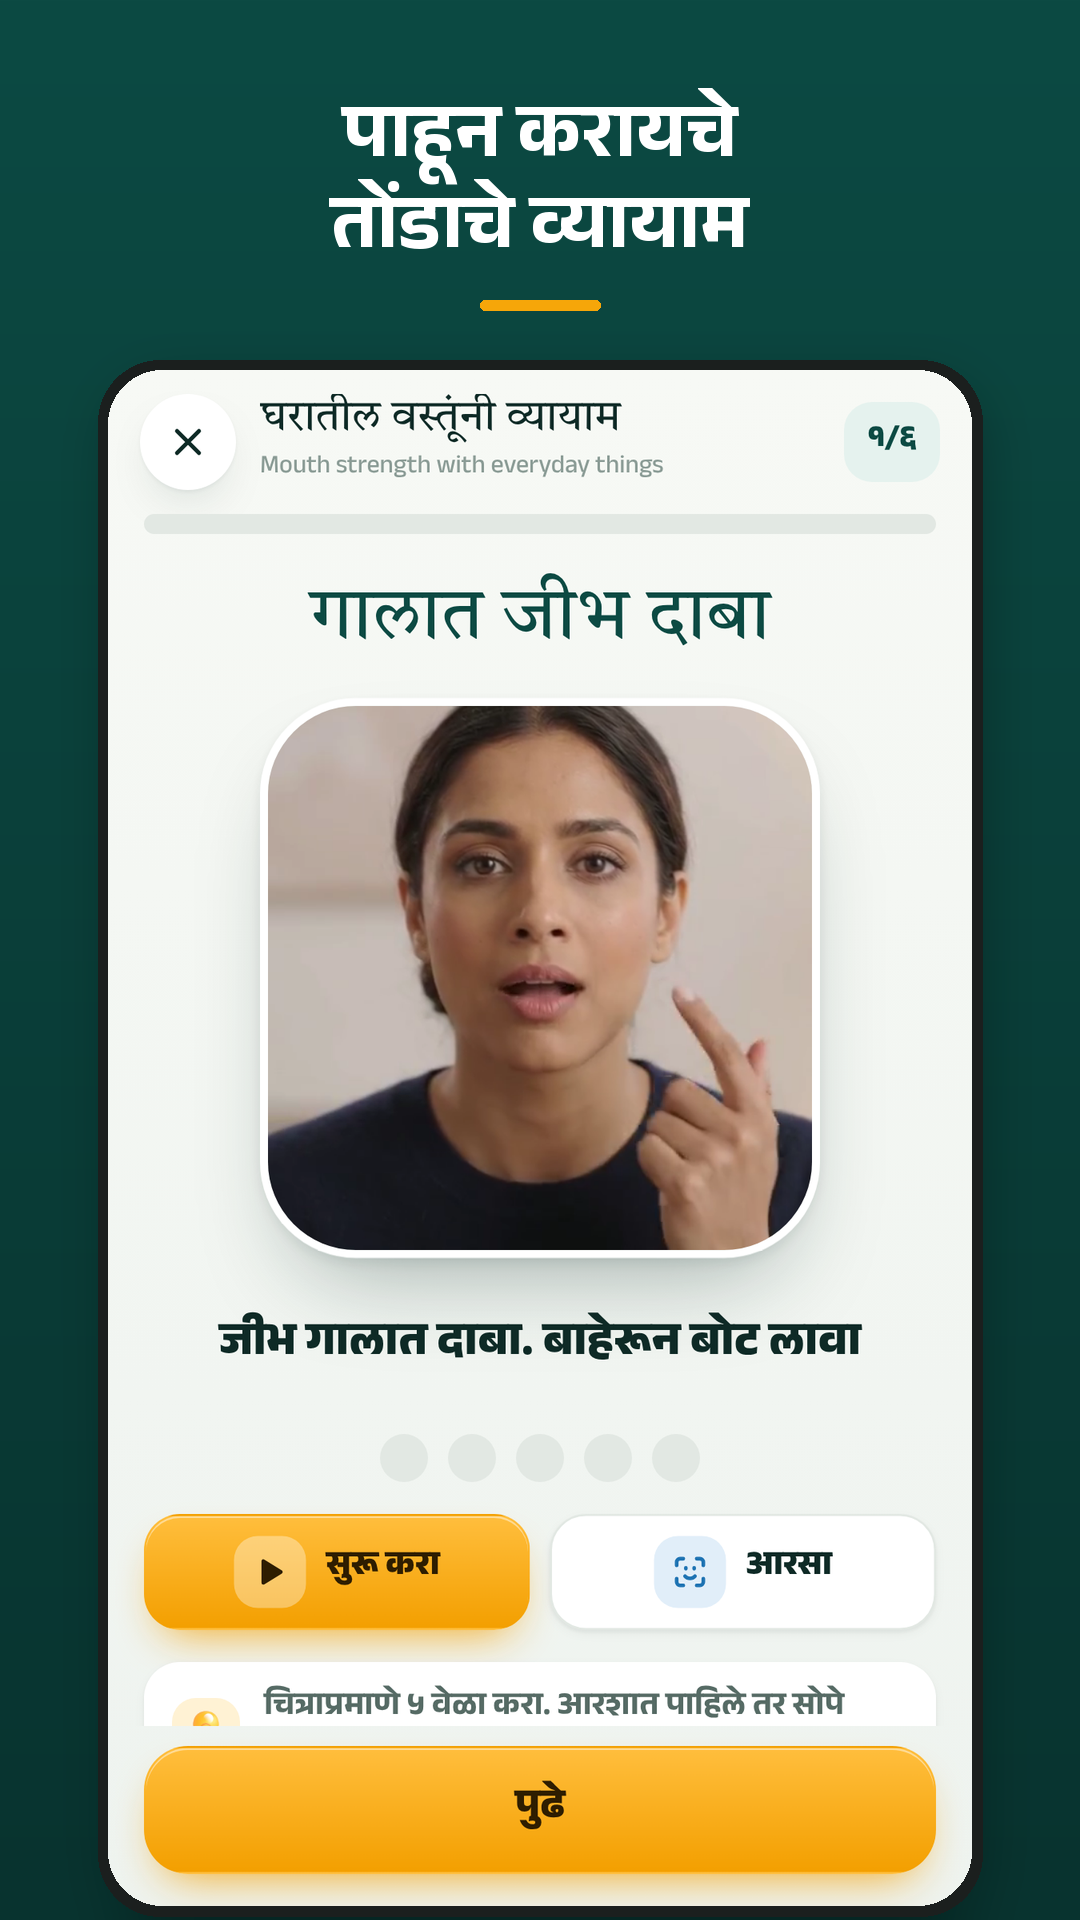 पाहून करायचे
तोंडाचे व्यायाम
घरातील वस्तूंनी व्यायाम
Mouth strength with everyday things
१/६
गालात जीभ दाबा
जीभ गालात दाबा. बाहेरून बोट लावा
सुरू करा
आरसा
चित्राप्रमाणे ५ वेळा करा. आरशात पाहिले तर सोपे
पुढे